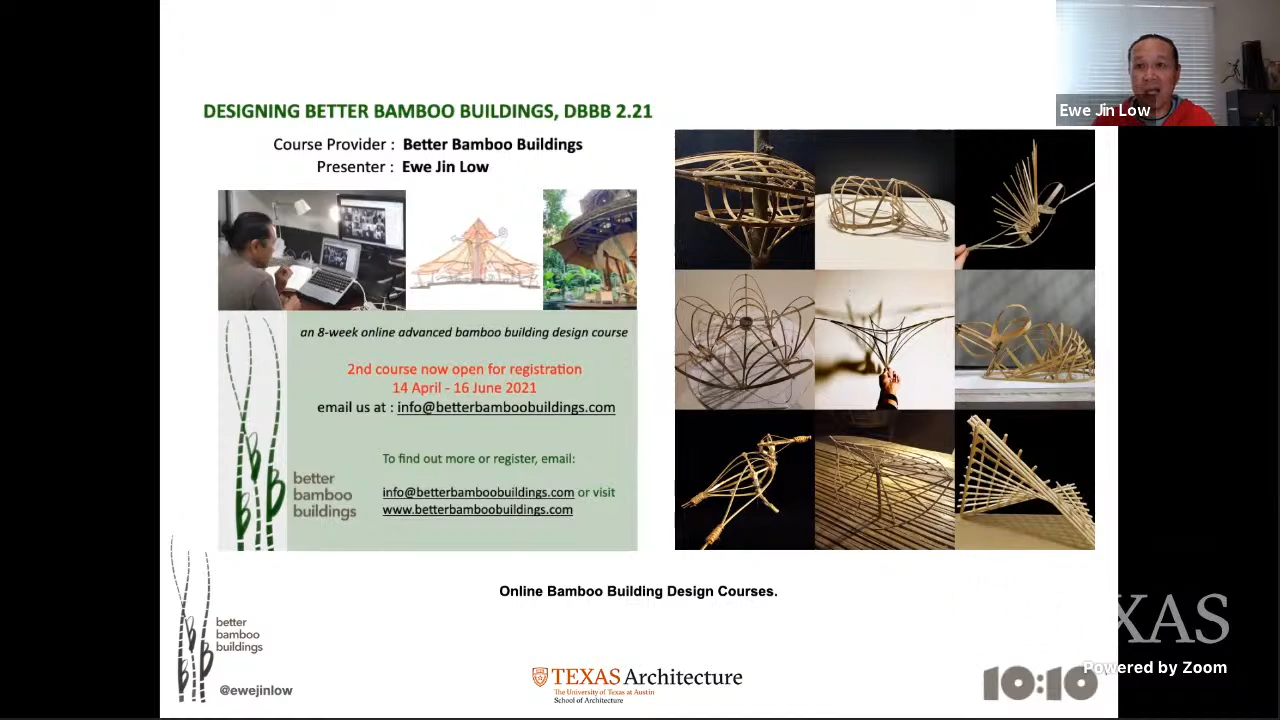 DESIGNING BETTER BAMBOO BUILDINGS, DBBB 2.21
Course Provider : Better Bamboo Buildings
Presenter : Ewe Jin Low
an 8-week online advanced bamboo building design course
2nd course now open for registration
14 April - 16 June 2021
email us at : info@betterbamboobuildings.com
To find out more or register, email:
info@betterbamboobuildings.com or visit
www.betterbamboobuildings.com
better
bamboo
buildings
Ewe Jin Low
Online Bamboo Building Design Courses.
better
bamboo
buildings
@ewejinlow
TEXAS Architecture
The University of Texas at Austin
School of Architecture
10:10
XAS
Powered by Zoom